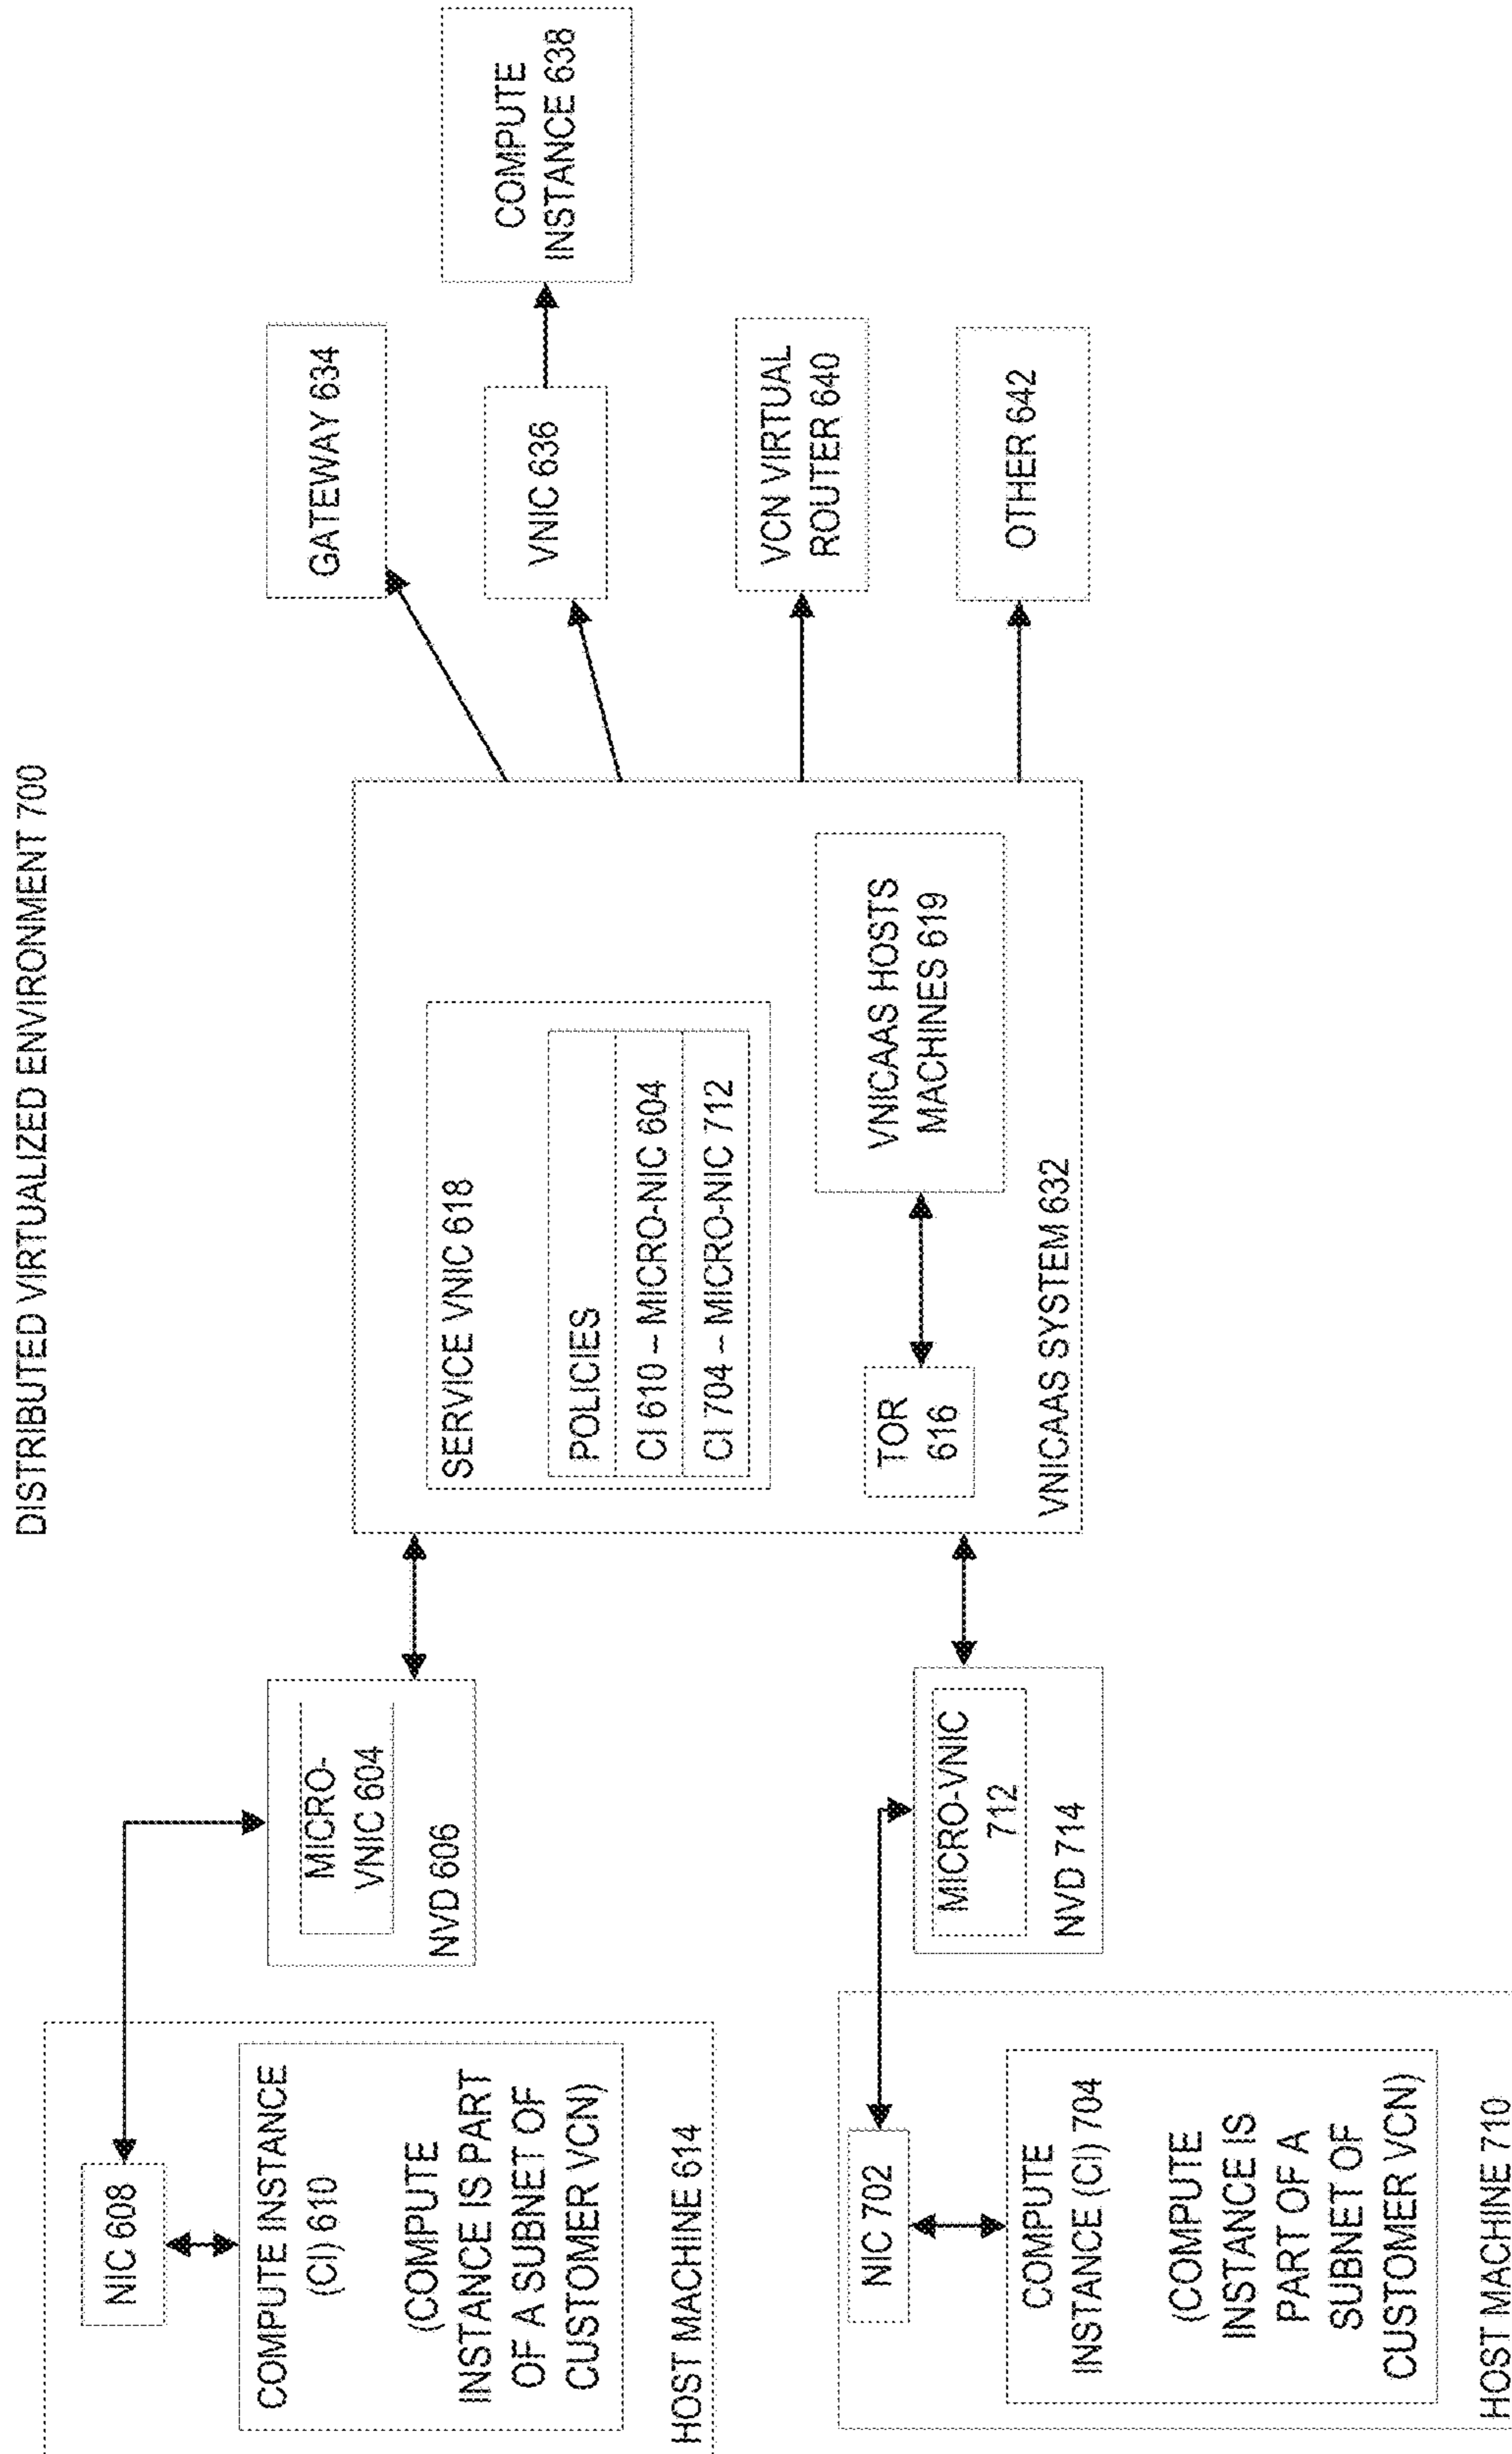 DISTRIBUTED VIRTUALIZED ENVIRONMENT 700
NIC 608
COMPUTE INSTANCE
(CI) 610
(COMPUTE
INSTANCE IS PART
OF A SUBNET OF
CUSTOMER VCN)
HOST MACHINE 614
MICRO-
VNIC 604
NVD 606
NIC 702
COMPUTE
INSTANCE (CI) 704
(COMPUTE
INSTANCE IS
PART OF A
SUBNET OF
CUSTOMER VCN)
HOST MACHINE 710
MICRO-VNIC
712
NVD 714
SERVICE VNIC 618
POLICIES
CI 610 – MICRO-NIC 604
CI 704 – MICRO-NIC 712
TOR
616
VNICAAS HOSTS
MACHINES 619
VNICAAS SYSTEM 632
GATEWAY 634
VNIC 636
COMPUTE
INSTANCE 638
VCN VIRTUAL
ROUTER 640
OTHER 642